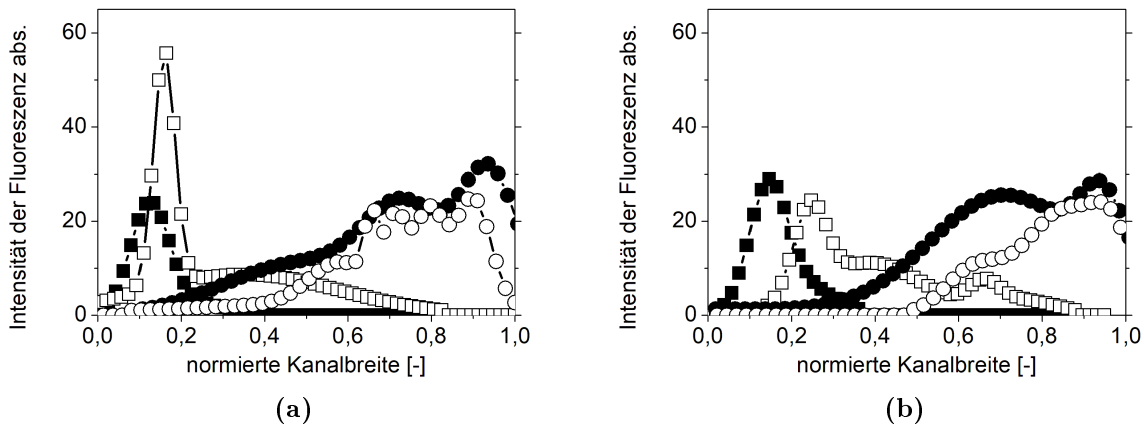 Intensität der Fluoreszenz abs.
60
40
20
0
0,0 0,2 0,4 0,6 0,8 1,0
normierte Kanalbreite [-]
(a)
Intensität der Fluoreszenz abs.
60
40
20
0
0,0 0,2 0,4 0,6 0,8 1,0
normierte Kanalbreite [-]
(b)